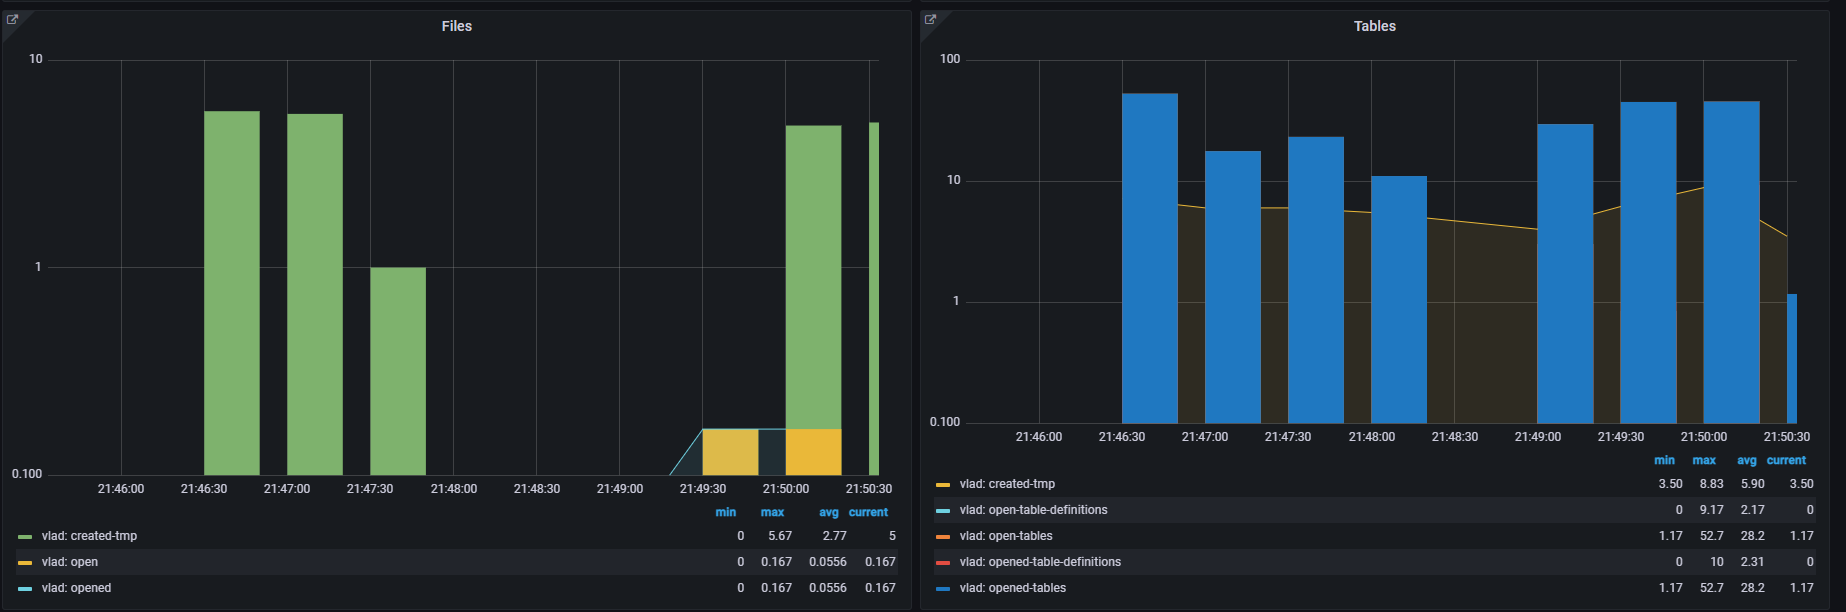 Files
10
1
0.100
21:46:00 21:46:30 21:47:00 21:47:30 21:48:00 21:48:30 21:49:00 21:49:30 21:50:00 21:50:30
min max avg current
vlad: created-tmp 0 5.67 2.77 5
vlad: open 0 0.167 0.0556 0.167
vlad: opened 0 0.167 0.0556 0.167
Tables
100
10
1
0.100
21:46:00 21:46:30 21:47:00 21:47:30 21:48:00 21:48:30 21:49:00 21:49:30 21:50:00 21:50:30
min max avg current
vlad: created-tmp 3.50 8.83 5.90 3.50
vlad: open-table-definitions 0 9.17 2.17 0
vlad: open-tables 1.17 52.7 28.2 1.17
vlad: opened-table-definitions 0 10 2.31 0
vlad: opened-tables 1.17 52.7 28.2 1.17